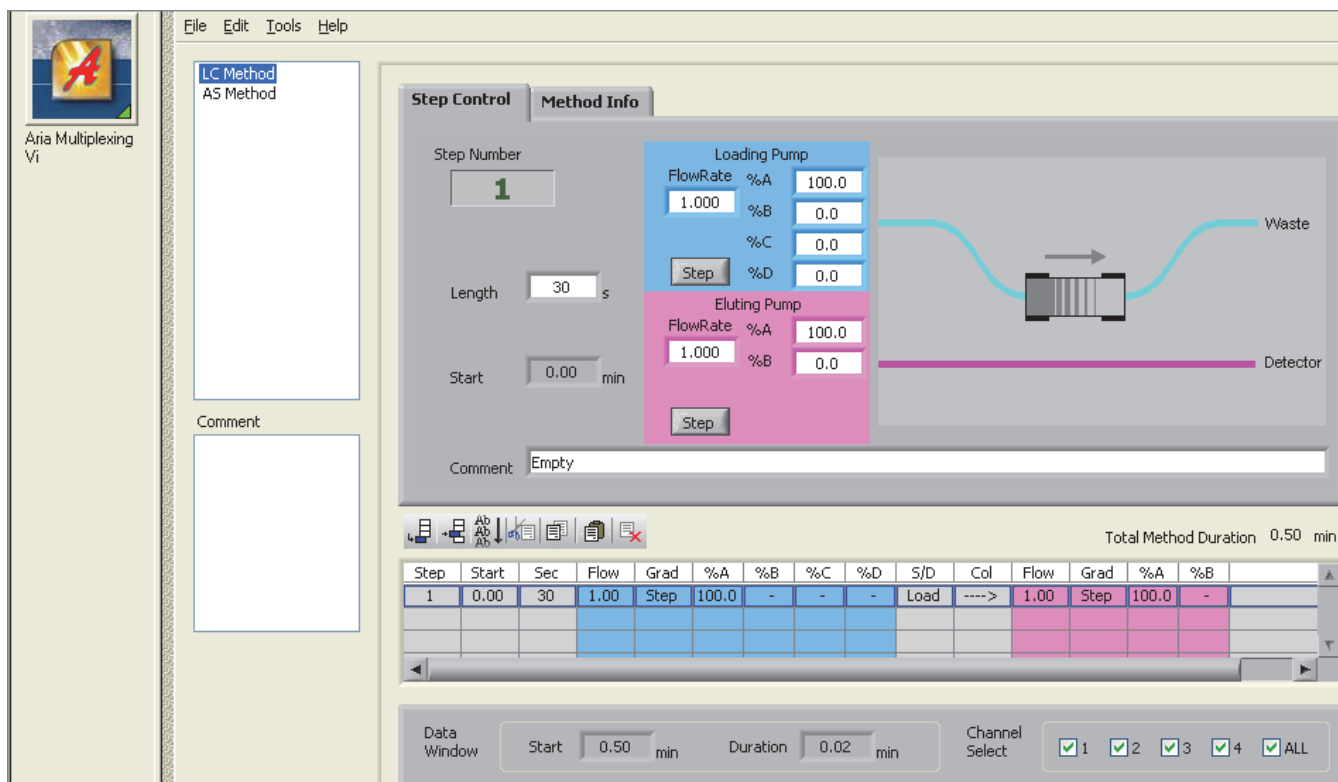 File Edit Tools Help
A
Aria Multiplexing
Vi
LC Method
AS Method
Comment
Step Control Method Info
Step Number
1
Length 30 s
Start 0.00 min
Loading Pump
FlowRate %A 100.0
1.000 %B 0.0
%C 0.0
Step %D 0.0
Eluting Pump
FlowRate %A 100.0
1.000 %B 0.0
Step
Waste
Detector
Comment Empty
Ab
Ab
Ab
Total Method Duration 0.50 min
Step Start Sec Flow Grad %A %B %C %D S/D Col Flow Grad %A %B
1 0.00 30 1.00 Step 100.0 - - - Load ----> 1.00 Step 100.0 -
Data
Window
Start 0.50 min Duration 0.02 min
Channel
Select
1 2 3 4 ALL